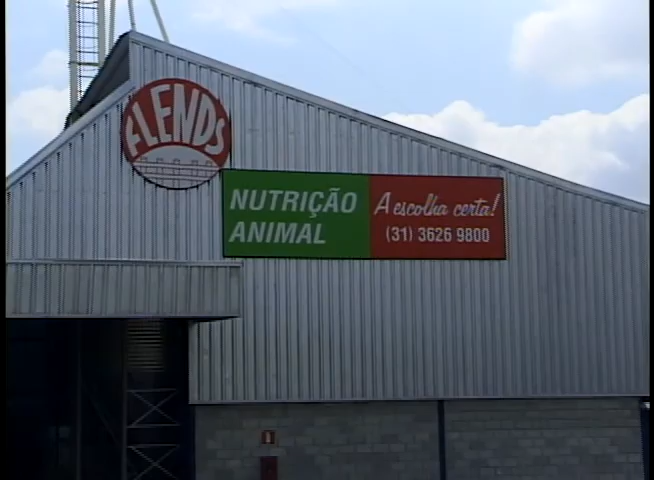 FLENDS
NUTRIÇÃO
ANIMAL
A escolha certa!
(31) 3626 9800